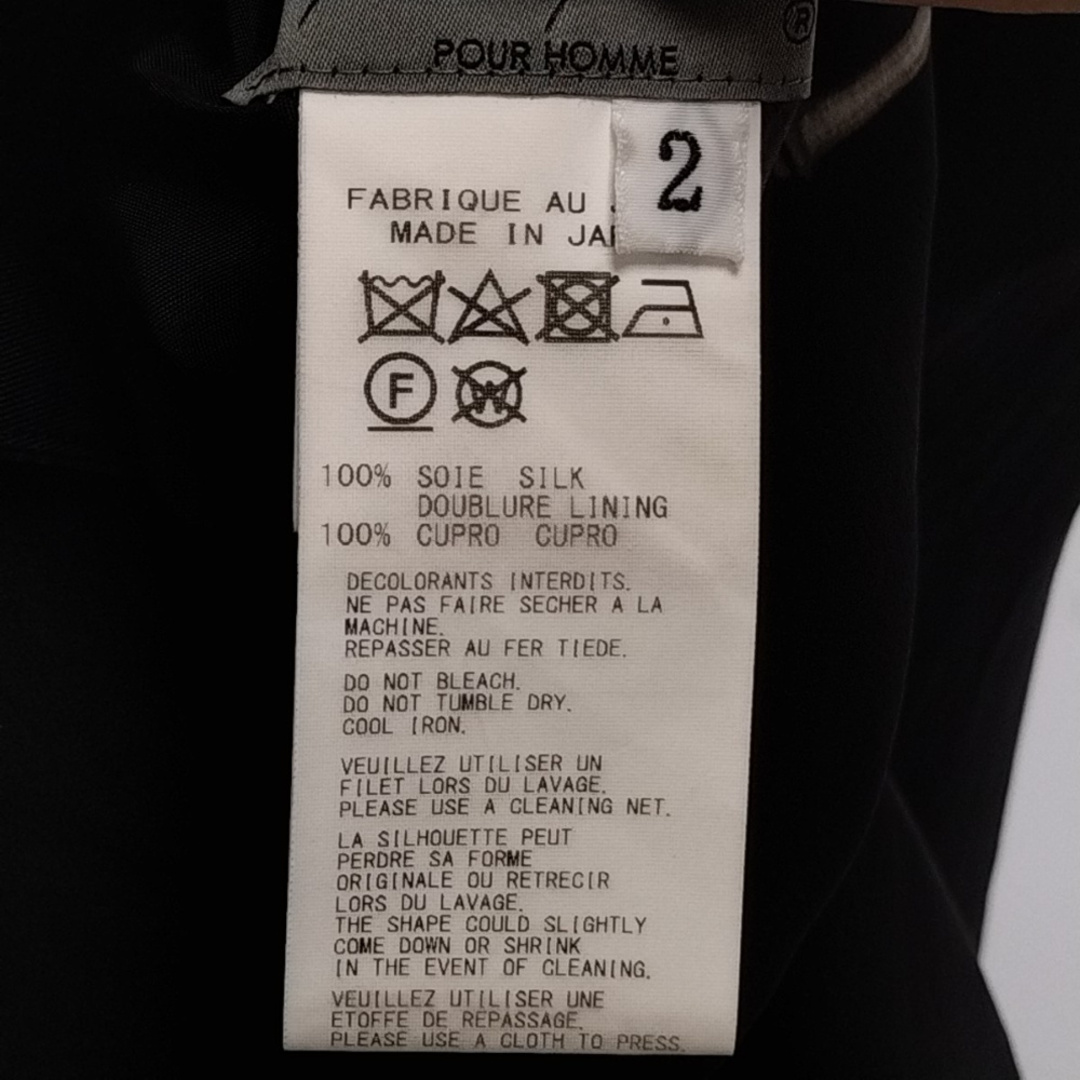 ®
POUR HOMME
2
FABRIQUE AU
MADE IN JAP
F
W
100% SOIE SILK
DOUBLURE LINING
100% CUPRO CUPRO
DECOLORANTS INTERDITS.
NE PAS FAIRE SECHER A LA
MACHINE.
REPASSER AU FER TIEDE.
DO NOT BLEACH.
DO NOT TUMBLE DRY.
COOL IRON.
VEUILLEZ UTILISER UN
FILET LORS DU LAVAGE.
PLEASE USE A CLEANING NET.
LA SILHOUETTE PEUT
PERDRE SA FORME
ORIGINALE OU RETRECIR
LORS DU LAVAGE.
THE SHAPE COULD SLIGHTLY
COME DOWN OR SHRINK
IN THE EVENT OF CLEANING.
VEUILLEZ UTILISER UNE
ETOFFE DE REPASSAGE.
PLEASE USE A CLOTH TO PRESS.